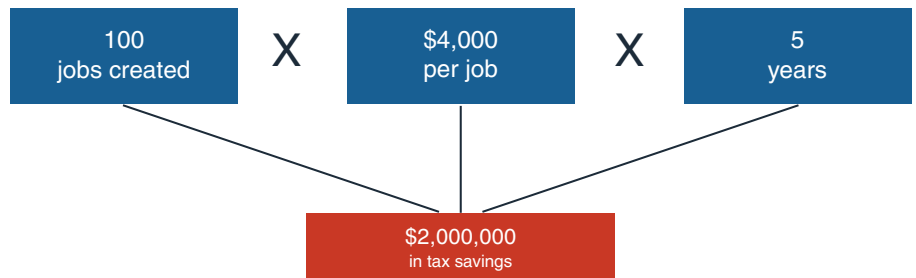 100
jobs created
X
$4,000
per job
X
5
years
$2,000,000
in tax savings